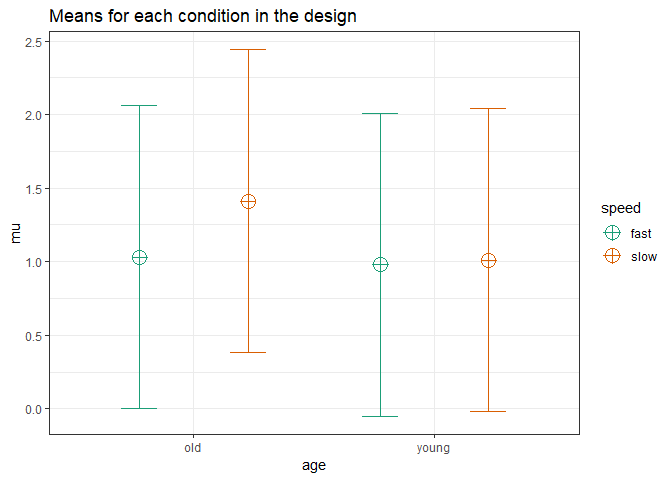 Means for each condition in the design
2.5
2.0
1.5
1.0
0.5
0.0
mu
old
young
age
speed
fast
slow